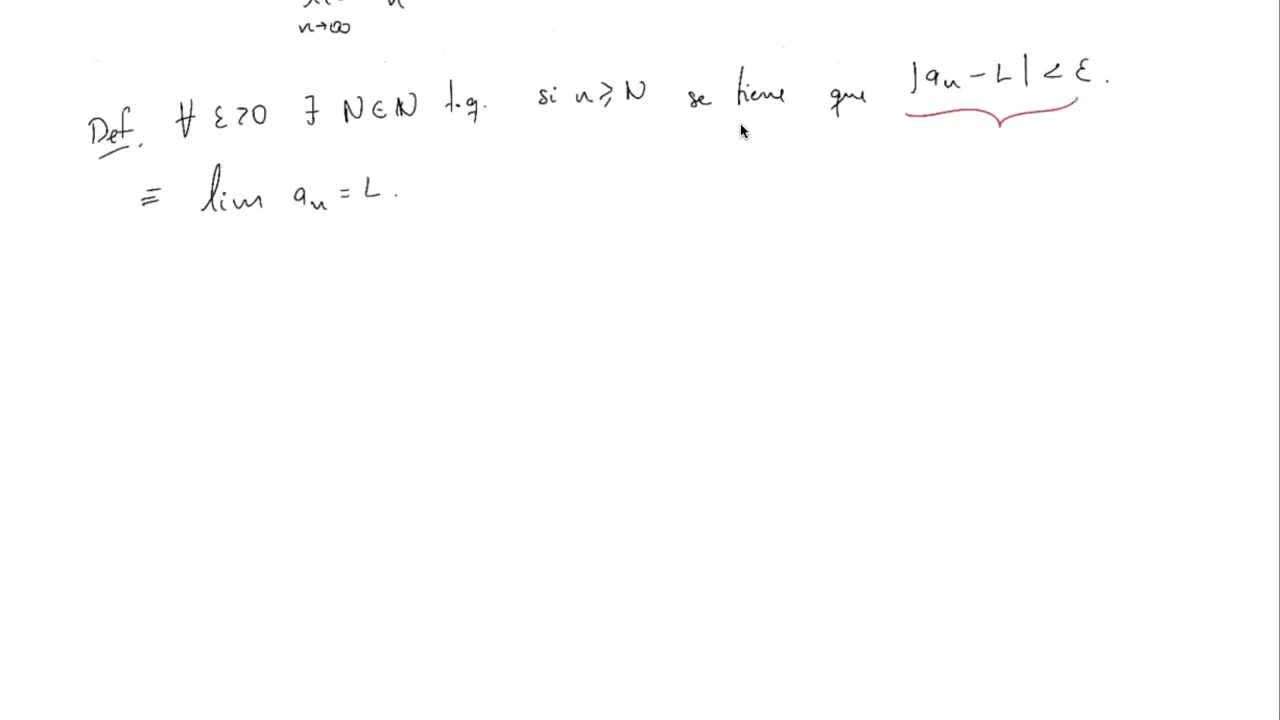 n→∞
Def. ∀ ε>0 ∃ N∈ℕ t.q. si n≥N se tiene que |aₙ - L| < ε.
≡ lim aₙ = L.